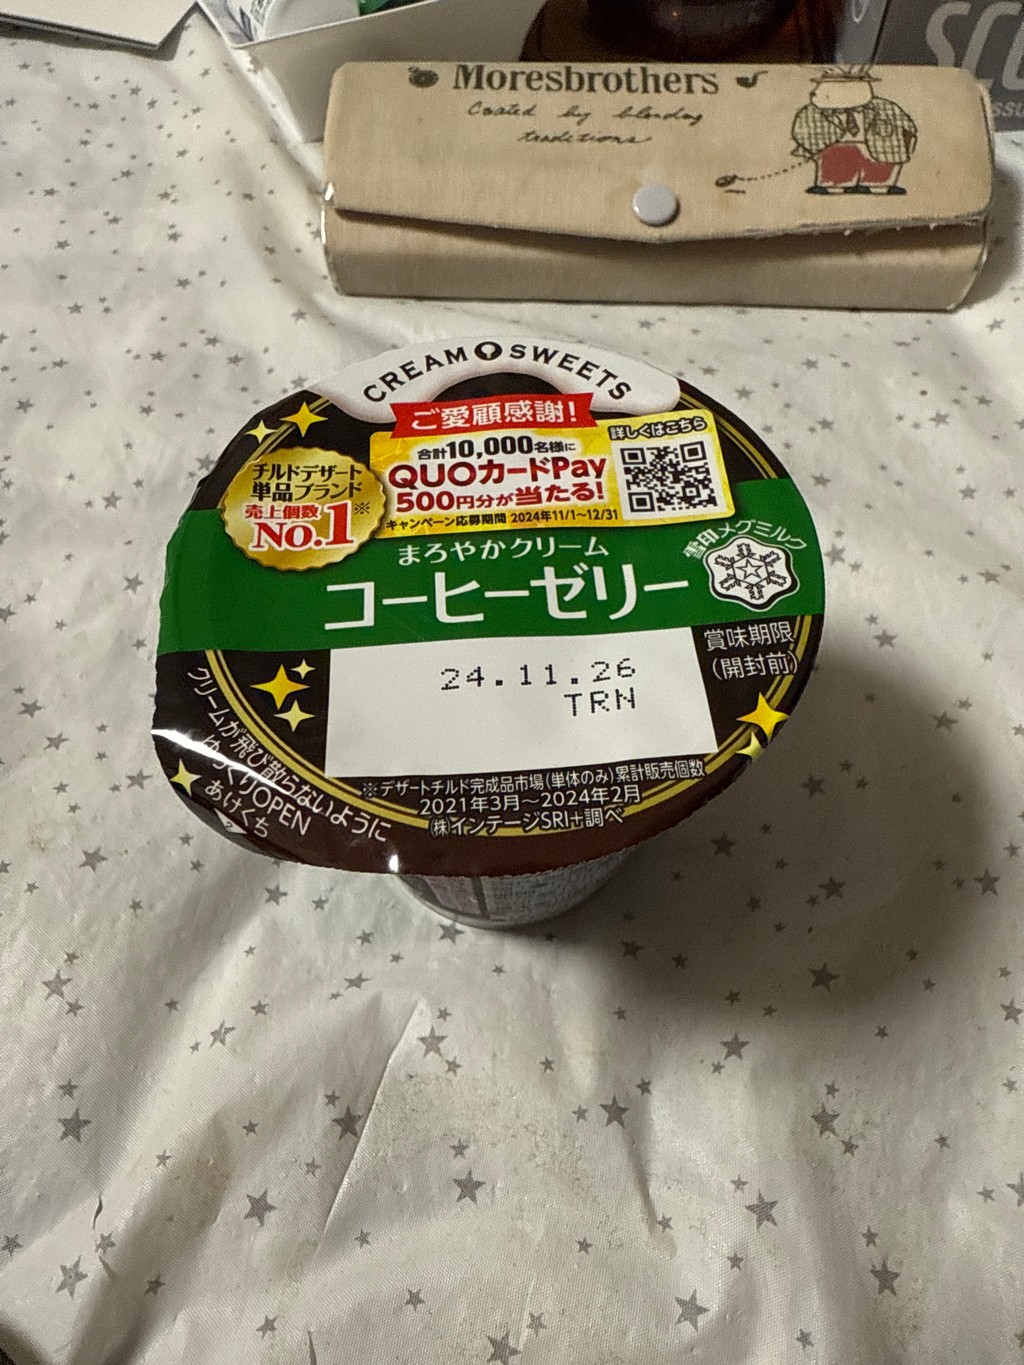 Moresbrothers
Coated by blending
traditions
CREAM SWEETS
ご愛顧感謝!
合計10,000名様に
QUOカードPay
500円分が当たる!
キャンペーン応募期間 2024年11/1~12/31
詳しくはこちら
チルドデザート
単品ブランド
売上個数※
No.1
まろやかクリーム
コーヒーゼリー
雪印メグミルク
賞味期限
(開封前)
24.11.26
TRN
クリームが飛び散らないように
ゆっくりOPEN
あけくち
※デザートチルド完成品市場(単体のみ)累計販売個数
2021年3月~2024年2月
㈱インテージSRI+調べ